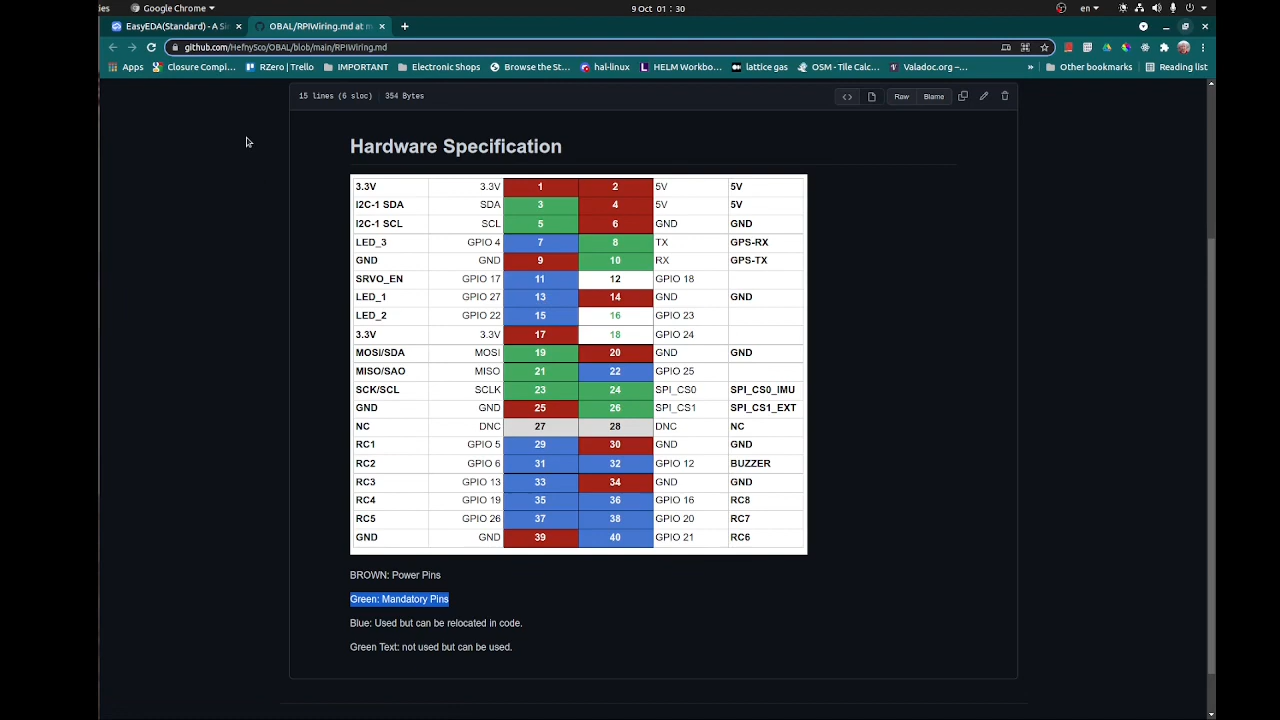 ies Google Chrome 9 Oct 01 : 30 en
EasyEDA(Standard) - A Si OBAL/RPIWiring.md at m
github.com/HefnySco/OBAL/blob/main/RPIWiring.md
Apps Closure Compi... RZero | Trello IMPORTANT Electronic Shops Browse the St... hal-linux HELM Workbo... lattice gas OSM - Tile Calc... Valadoc.org –... » Other bookmarks Reading list
15 lines (6 sloc) 354 Bytes <> Raw Blame
Hardware Specification
3.3V 3.3V 1 2 5V 5V
I2C-1 SDA SDA 3 4 5V 5V
I2C-1 SCL SCL 5 6 GND GND
LED_3 GPIO 4 7 8 TX GPS-RX
GND GND 9 10 RX GPS-TX
SRVO_EN GPIO 17 11 12 GPIO 18
LED_1 GPIO 27 13 14 GND GND
LED_2 GPIO 22 15 16 GPIO 23
3.3V 3.3V 17 18 GPIO 24
MOSI/SDA MOSI 19 20 GND GND
MISO/SAO MISO 21 22 GPIO 25
SCK/SCL SCLK 23 24 SPI_CS0 SPI_CS0_IMU
GND GND 25 26 SPI_CS1 SPI_CS1_EXT
NC DNC 27 28 DNC NC
RC1 GPIO 5 29 30 GND GND
RC2 GPIO 6 31 32 GPIO 12 BUZZER
RC3 GPIO 13 33 34 GND GND
RC4 GPIO 19 35 36 GPIO 16 RC8
RC5 GPIO 26 37 38 GPIO 20 RC7
GND GND 39 40 GPIO 21 RC6
BROWN: Power Pins
Green: Mandatory Pins
Blue: Used but can be relocated in code.
Green Text: not used but can be used.